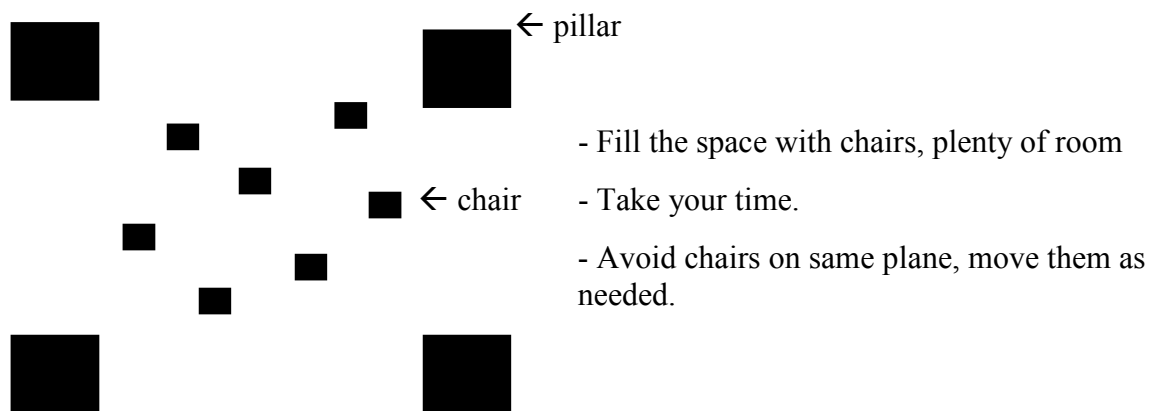 ← pillar
- Fill the space with chairs, plenty of room
← chair
- Take your time.
- Avoid chairs on same plane, move them as
needed.